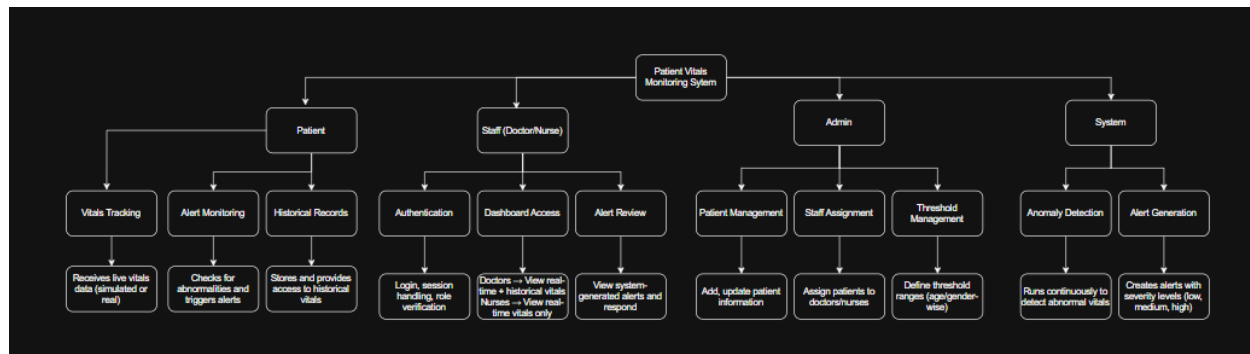 Patient Vitals
Monitoring Sytem
Patient
Staff (Doctor/Nurse)
Admin
System
Vitals Tracking
Alert Monitoring
Historical Records
Authentication
Dashboard Access
Alert Review
Patient Management
Staff Assignment
Threshold
Management
Anomaly Detection
Alert Generation
Receives live vitals
data (simulated or
real)
Checks for
abnormalities and
triggers alerts
Stores and provides
access to historical
vitals
Login, session
handling, role
verification
Doctors → View real-
time + historical vitals
Nurses → View real-
time vitals only
View system-
generated alerts and
respond
Add, update patient
information
Assign patients to
doctors/nurses
Define threshold
ranges (age/gender-
wise)
Runs continuously to
detect abnormal vitals
Creates alerts with
severity levels (low,
medium, high)